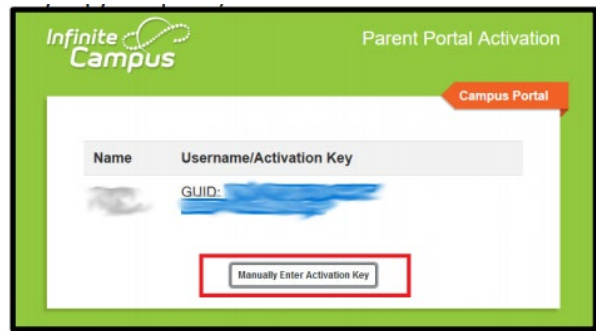 Infinite
Campus
Parent Portal Activation
Campus Portal
Name Username/Activation Key
GUID:
Manually Enter Activation Key